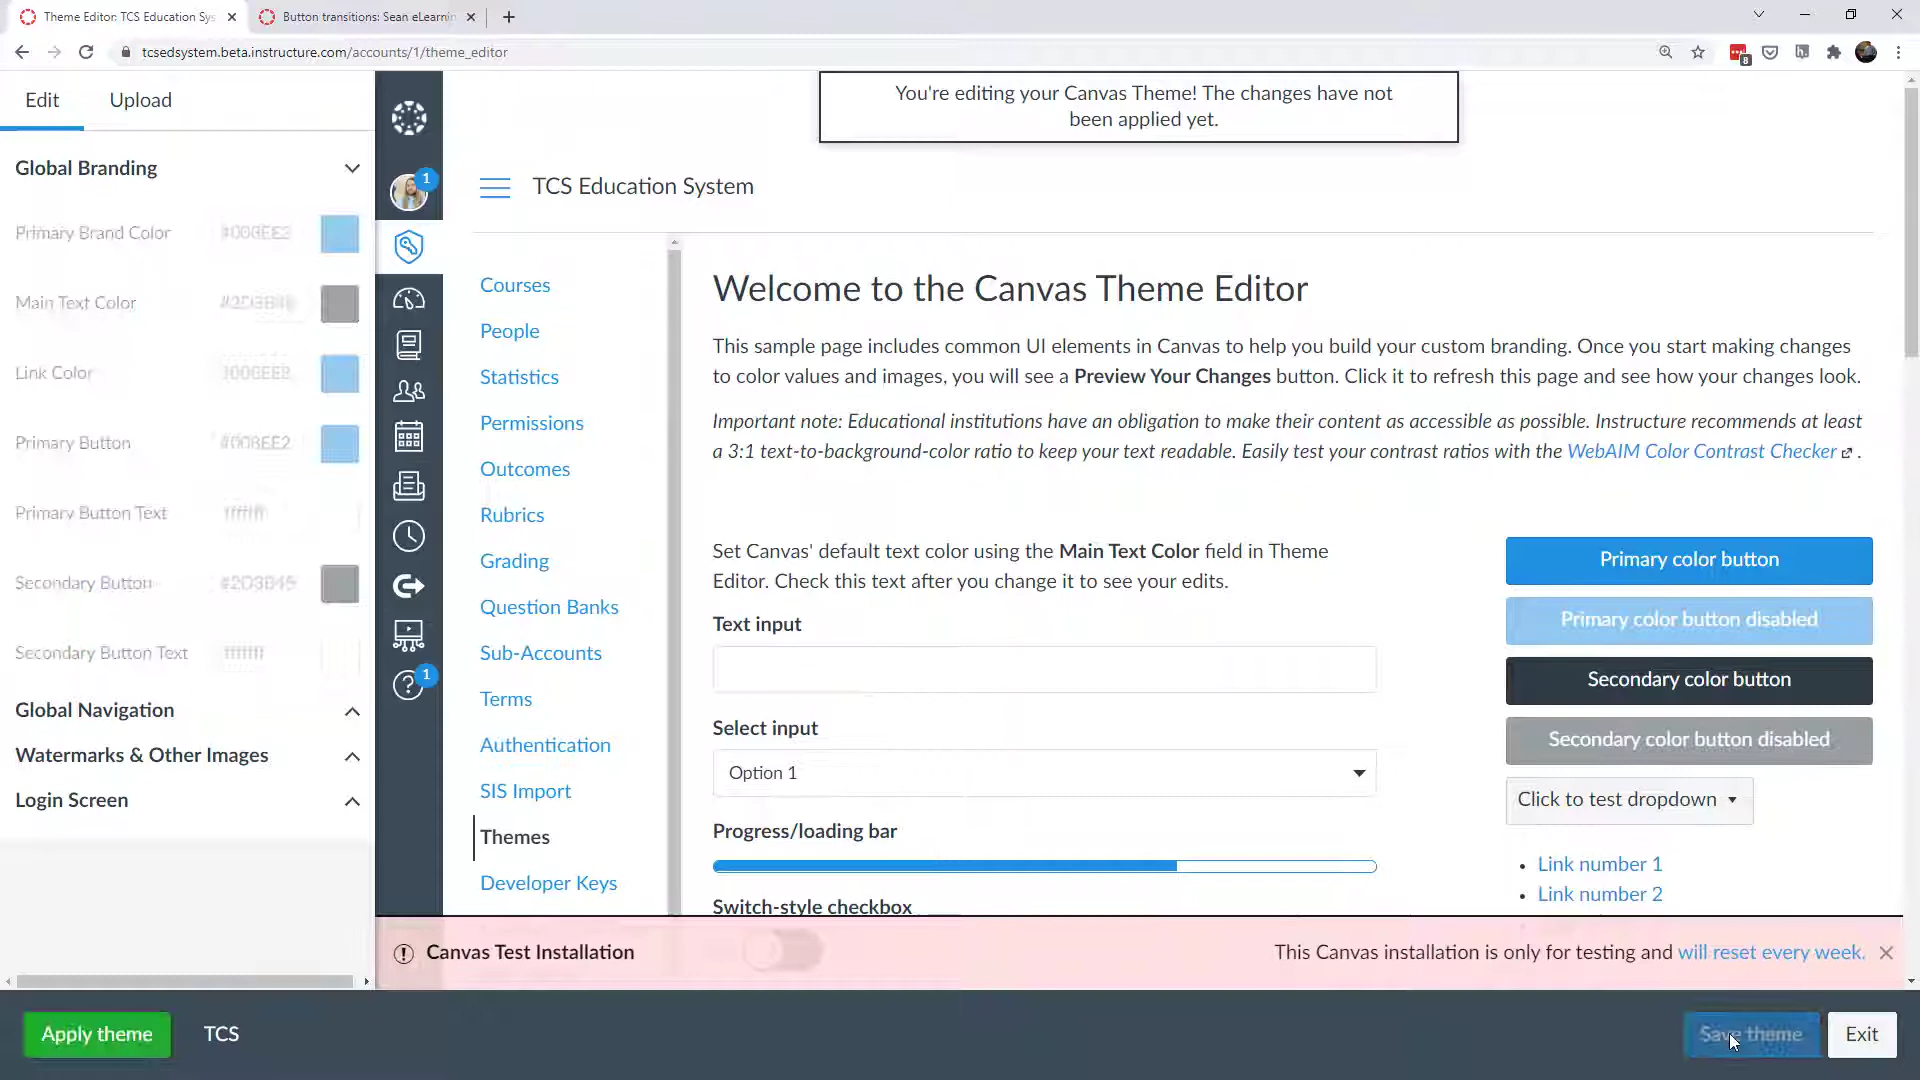 Theme Editor: TCS Education Sys
Button transitions: Sean eLearnin
tcsedsystem.beta.instructure.com/accounts/1/theme_editor
8
Edit
Upload
Global Branding
Primary Brand Color
#008EE2
Main Text Color
#2D3B45
Link Color
Primary Button
#008EE2
Primary Button Text
ffffff
Secondary Button
#2D3B45
Secondary Button Text
ffffff
Global Navigation
Watermarks & Other Images
Login Screen
1
1
You're editing your Canvas Theme! The changes have not
been applied yet.
TCS Education System
Courses
People
Statistics
Permissions
Outcomes
Rubrics
Grading
Question Banks
Sub-Accounts
Terms
Authentication
SIS Import
Themes
Developer Keys
Welcome to the Canvas Theme Editor
This sample page includes common UI elements in Canvas to help you build your custom branding. Once you start making changes
to color values and images, you will see a Preview Your Changes button. Click it to refresh this page and see how your changes look.
Important note: Educational institutions have an obligation to make their content as accessible as possible. Instructure recommends at least
a 3:1 text-to-background-color ratio to keep your text readable. Easily test your contrast ratios with the WebAIM Color Contrast Checker .
Set Canvas' default text color using the Main Text Color field in Theme
Editor. Check this text after you change it to see your edits.
Text input
Select input
Option 1
Progress/loading bar
Switch-style checkbox
Primary color button
Primary color button disabled
Secondary color button
Secondary color button disabled
Click to test dropdown
Link number 1
Link number 2
Canvas Test Installation
This Canvas installation is only for testing and will reset every week.
Apply theme
TCS
Save theme
Exit